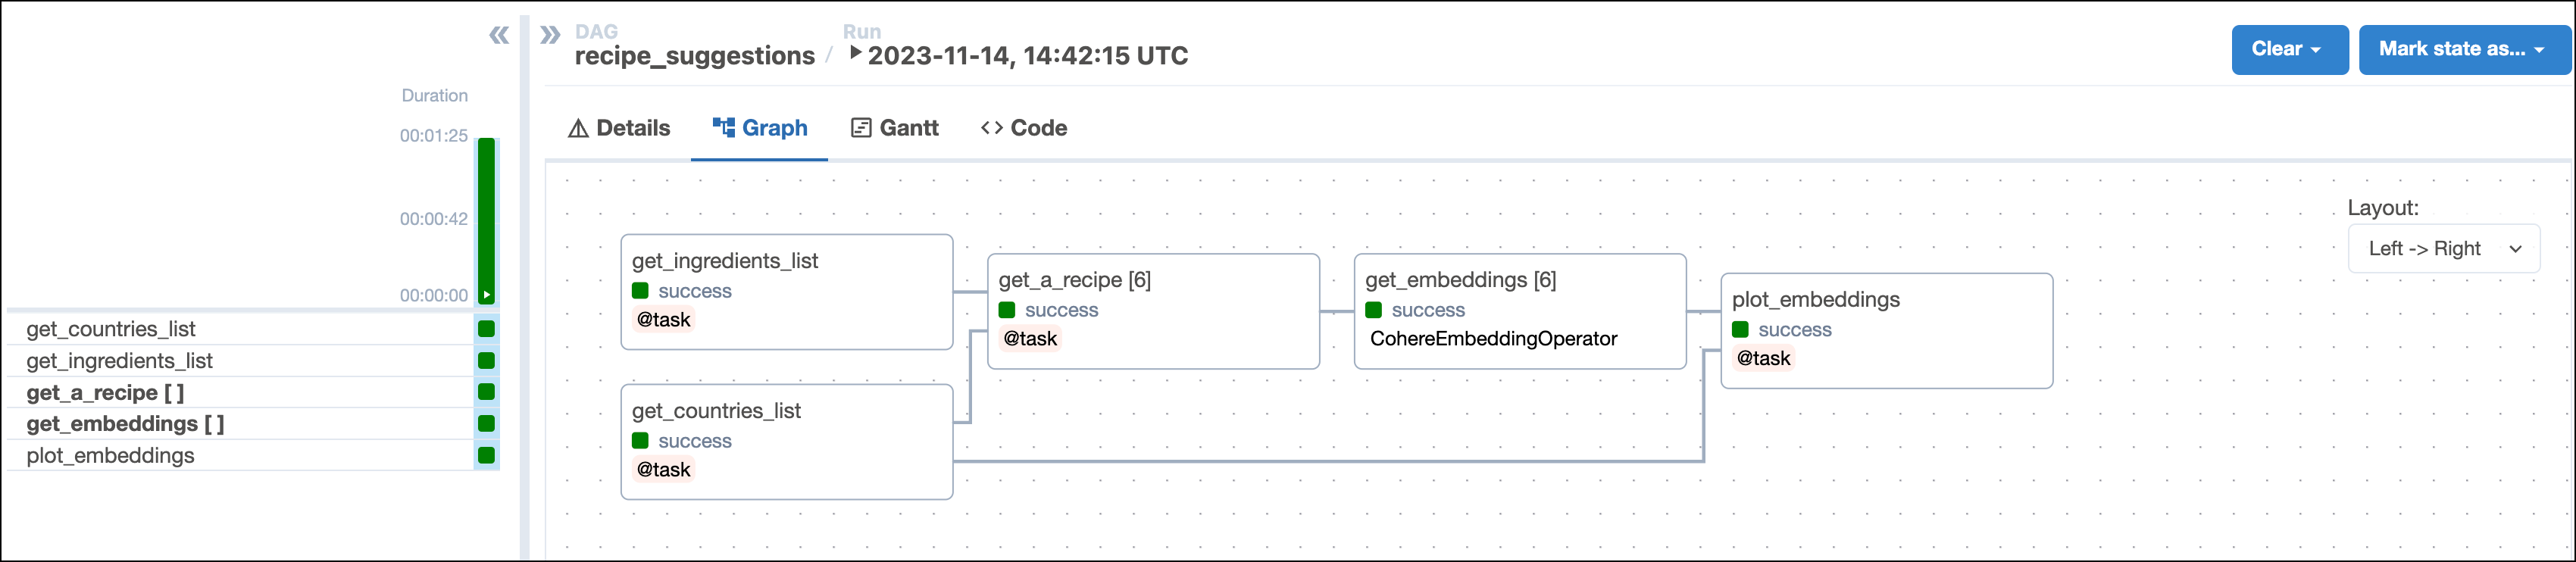 DAG
recipe_suggestions / 
Run
2023-11-14, 14:42:15 UTC
Clear
Mark state as...
Duration
00:01:25
00:00:42
00:00:00
get_countries_list
get_ingredients_list
get_a_recipe [ ]
get_embeddings [ ]
plot_embeddings
Details
Graph
Gantt
Code
Layout:
Left -> Right
get_ingredients_list
success
@task
get_countries_list
success
@task
get_a_recipe [6]
success
@task
get_embeddings [6]
success
CohereEmbeddingOperator
plot_embeddings
success
@task